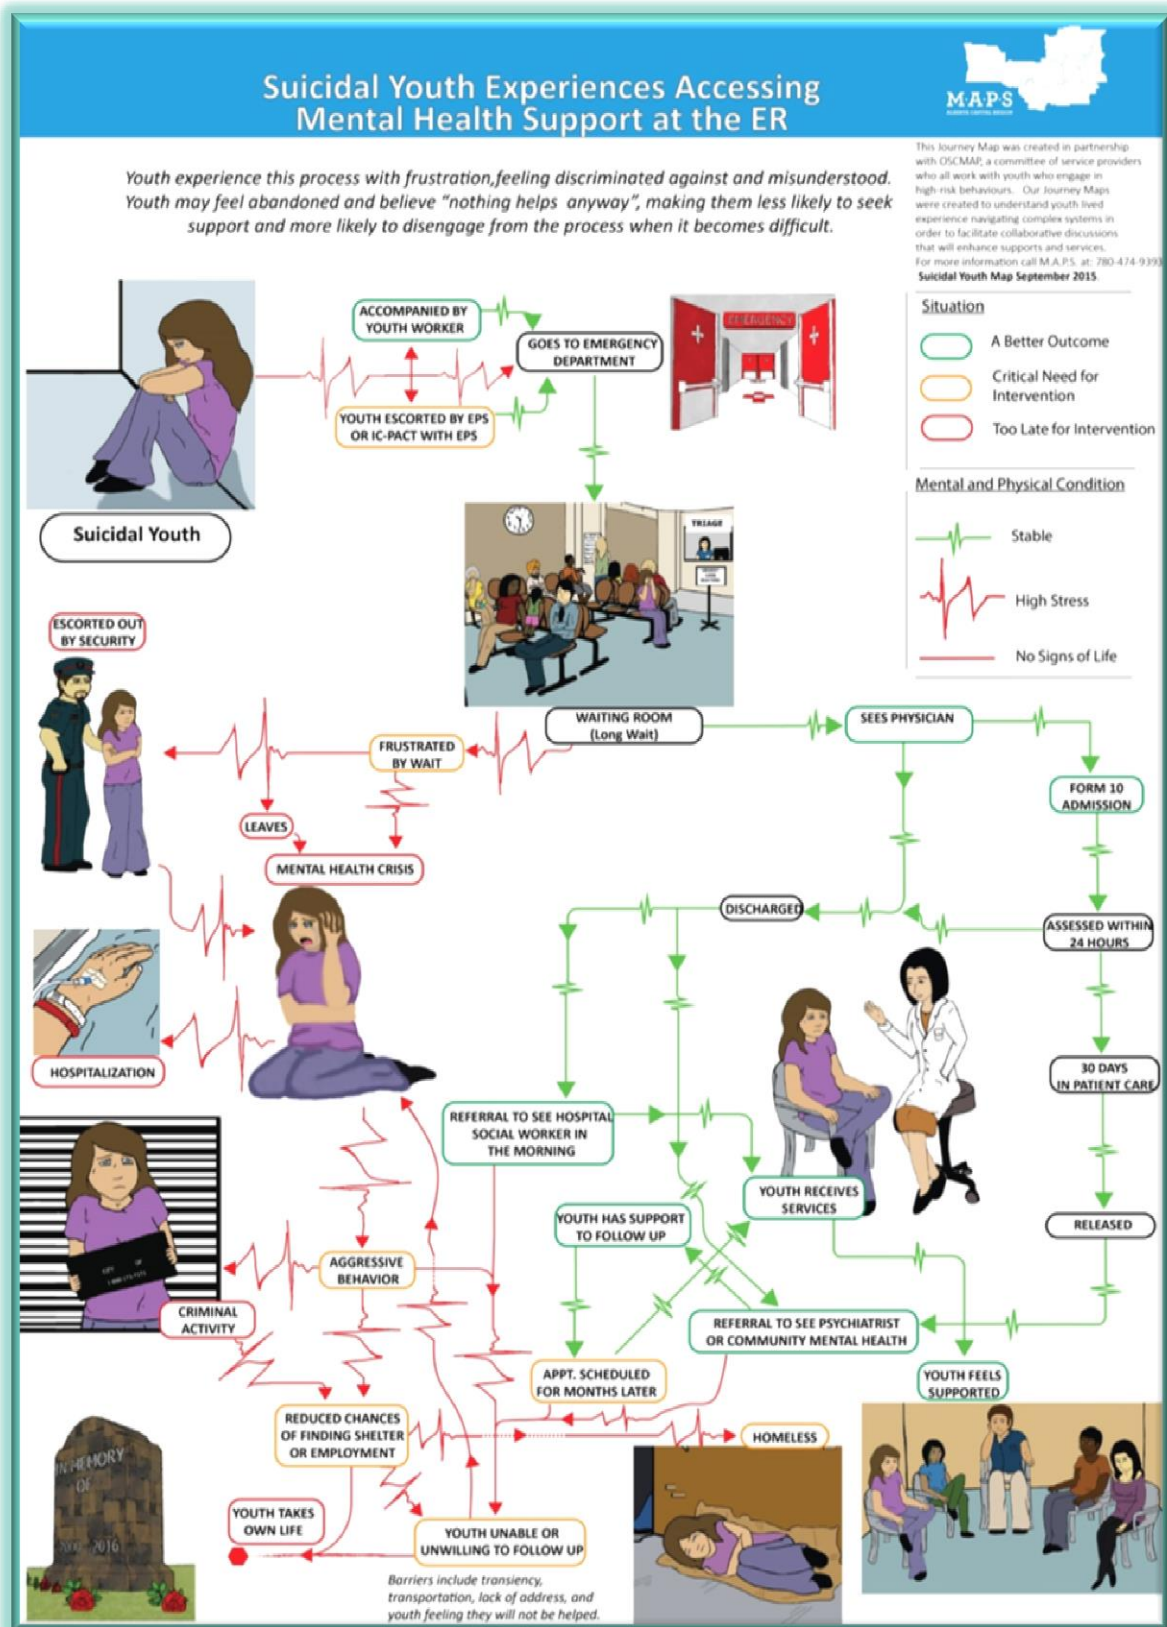 Suicidal Youth Experiences Accessing
Mental Health Support at the ER
M.A.P.S
Youth experience this process with frustration,feeling discriminated against and misunderstood.
Youth may feel abandoned and believe "nothing helps anyway", making them less likely to seek
support and more likely to disengage from the process when it becomes difficult.
This Journey Map was created in partnership
with OSCMAP, a committee of service providers
who all work with youth who engage in
high-risk behaviours. Our Journey Maps
were created to understand youth lived
experience navigating complex systems in
order to facilitate collaborative discussions
that will enhance supports and services.
For more information call M.A.P.S. at: 780-474-9393
Suicidal Youth Map September 2015
Situation
A Better Outcome
Critical Need for
Intervention
Too Late for Intervention
Mental and Physical Condition
Stable
High Stress
No Signs of Life
ACCOMPANIED BY
YOUTH WORKER
GOES TO EMERGENCY
DEPARTMENT
EMERGENCY
YOUTH ESCORTED BY EPS
OR IC-PACT WITH EPS
Suicidal Youth
TRIAGE
ESCORTED OUT
BY SECURITY
WAITING ROOM
(Long Wait)
SEES PHYSICIAN
FRUSTRATED
BY WAIT
FORM 10
ADMISSION
LEAVES
MENTAL HEALTH CRISIS
DISCHARGED
ASSESSED WITHIN
24 HOURS
HOSPITALIZATION
30 DAYS
IN PATIENT CARE
REFERRAL TO SEE HOSPITAL
SOCIAL WORKER IN
THE MORNING
YOUTH RECEIVES
SERVICES
YOUTH HAS SUPPORT
TO FOLLOW UP
RELEASED
AGGRESSIVE
BEHAVIOR
CITY OF
CRIMINAL
ACTIVITY
REFERRAL TO SEE PSYCHIATRIST
OR COMMUNITY MENTAL HEALTH
APPT. SCHEDULED
FOR MONTHS LATER
YOUTH FEELS
SUPPORTED
REDUCED CHANCES
OF FINDING SHELTER
OR EMPLOYMENT
HOMELESS
IN MEMORY
OF
2016
YOUTH TAKES
OWN LIFE
YOUTH UNABLE OR
UNWILLING TO FOLLOW UP
Barriers include transiency,
transportation, lack of address, and
youth feeling they will not be helped.